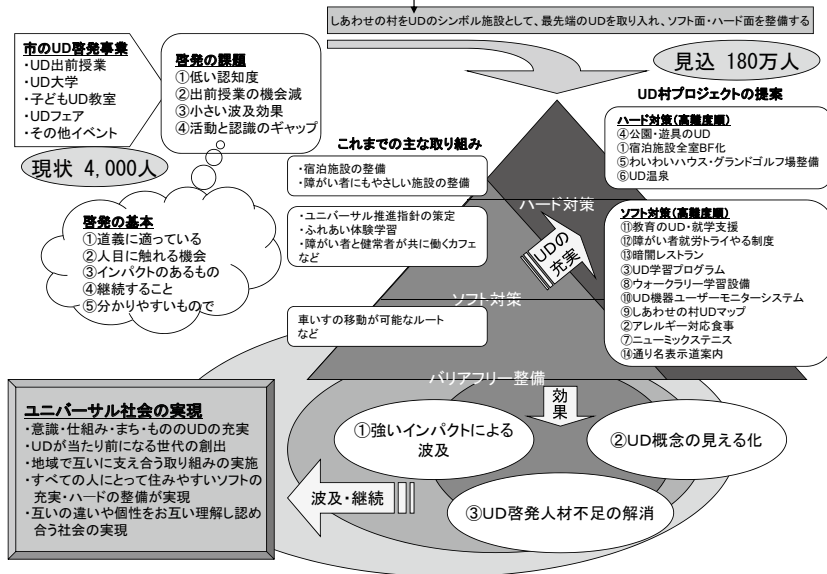 しあわせの村をUDのシンボル施設として、最先端のUDを取り入れ、ソフト面・ハード面を整備する
市のUD啓発事業
・UD出前授業
・UD大学
・子どもUD教室
・UDフェア
・その他イベント
現状 4,000人
啓発の課題
①低い認知度
②出前授業の機会減
③小さい波及効果
④活動と認識のギャップ
啓発の基本
①道義に適っている
②人目に触れる機会
③インパクトのあるもの
④継続すること
⑤分かりやすいもので
これまでの主な取り組み
・宿泊施設の整備
・障がい者にもやさしい施設の整備
・ユニバーサル推進指針の策定
・ふれあい体験学習
・障がい者と健常者が共に働くカフェ
など
車いすの移動が可能なルート
など
ハード対策
ソフト対策
バリアフリー整備
UDの
充実
見込 180万人
UD村プロジェクトの提案
ハード対策(高難度順)
④公園・遊具のUD
①宿泊施設全室BF化
⑤わいわいハウス・グランドゴルフ場整備
⑥UD温泉
ソフト対策(高難度順)
⑪教育のUD・就学支援
⑫障がい者就労トライやる制度
⑬暗闇レストラン
③UD学習プログラム
⑧ウォークラリー学習設備
⑩UD機器ユーザーモニターシステム
⑨しあわせの村UDマップ
②アレルギー対応食事
⑦ニューミックステニス
⑭通り名表示道案内
効果
①強いインパクトによる
波及
②UD概念の見える化
③UD啓発人材不足の解消
波及・継続
ユニバーサル社会の実現
・意識・仕組み・まち・もののUDの充実
・UDが当たり前になる世代の創出
・地域で互いに支え合う取り組みの実施
・すべての人にとって住みやすいソフトの
充実・ハードの整備が実現
・互いの違いや個性をお互い理解し認め
合う社会の実現